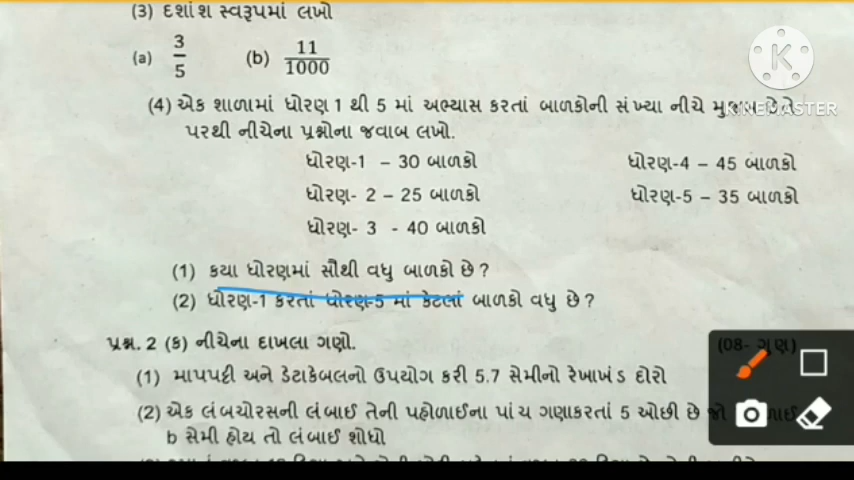 (3) દશાંશ સ્વરૂપમાં લખો
(a) 3/5 (b) 11/1000
(4) એક શાળામાં ધોરણ 1 થી 5 માં અભ્યાસ કરતાં બાળકોની સંખ્યા નીચે મુજબ છે તે
KINEMASTER
પરથી નીચેના પ્રશ્નોના જવાબ લખો.
ધોરણ-1 – 30 બાળકો ધોરણ-4 – 45 બાળકો
ધોરણ- 2 – 25 બાળકો ધોરણ-5 – 35 બાળકો
ધોરણ- 3 - 40 બાળકો
(1) કયા ધોરણમાં સૌથી વધુ બાળકો છે ?
(2) ધોરણ-1 કરતાં ધોરણ-5 માં કેટલાં બાળકો વધુ છે ?
પ્રશ્ન. 2 (ક) નીચેના દાખલા ગણો. (08- ગુણ)
(1) માપપટ્ટી અને ડેટાકેબલનો ઉપયોગ કરી 5.7 સેમીનો રેખાખંડ દોરો
(2) એક લંબચોરસની લંબાઈ તેની પહોળાઈના પાંચ ગણાકરતાં 5 ઓછી છે જો
b સેમી હોય તો લંબાઈ શોધો